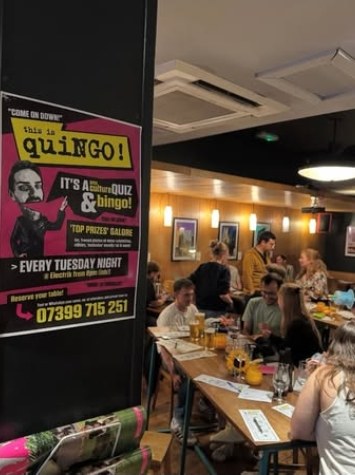 "COME ON DOWN!"
this is
quiNGO!
IT'S A pop culture QUIZ
& bingo!
'TOP PRIZES' GALORE
> EVERY TUESDAY NIGHT
Reserve your table!
07399 715 251